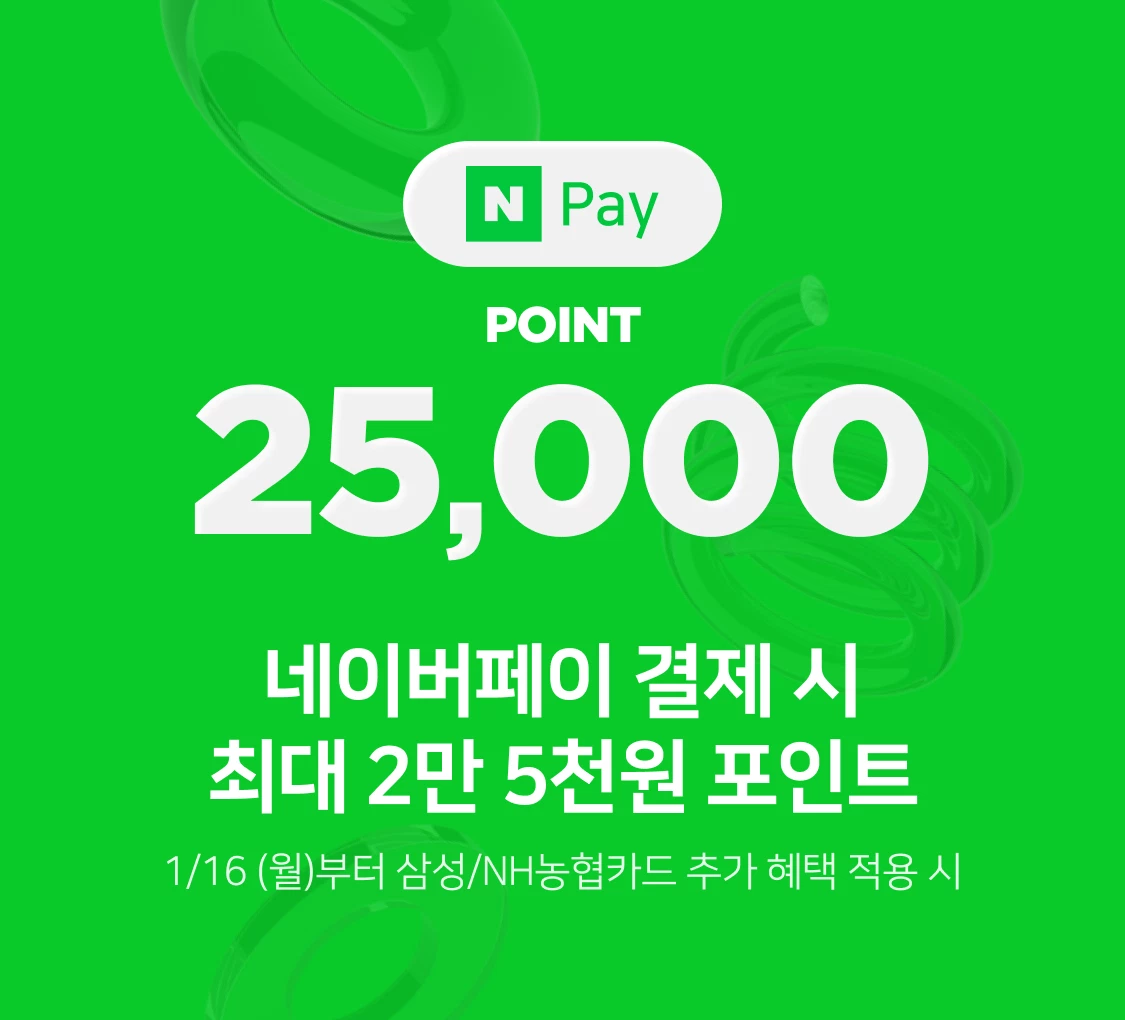 N Pay
POINT
25,000
네이버페이 결제 시
최대 2만 5천원 포인트
1/16 (월)부터 삼성/NH농협카드 추가 혜택 적용 시